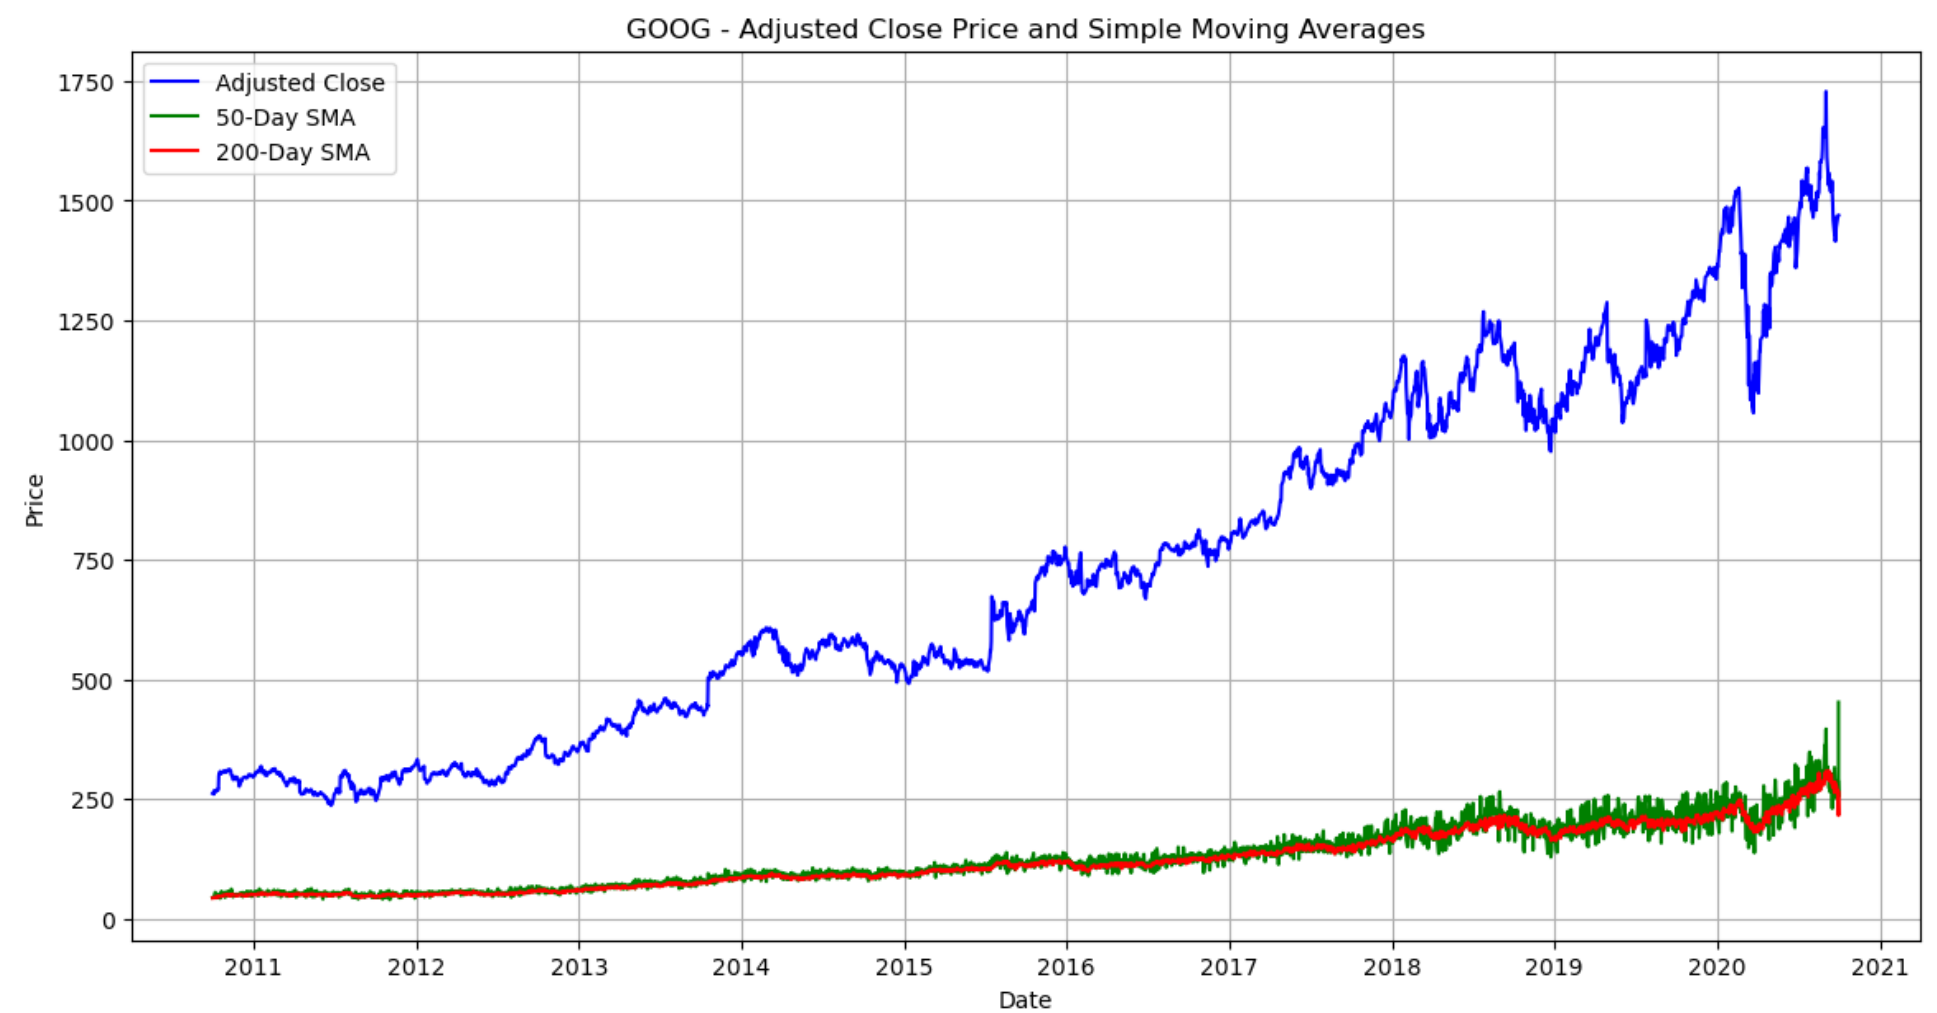 GOOG - Adjusted Close Price and Simple Moving Averages
Adjusted Close
50-Day SMA
200-Day SMA
1750
1500
1250
1000
750
500
250
0
Price
2011 2012 2013 2014 2015 2016 2017 2018 2019 2020 2021
Date